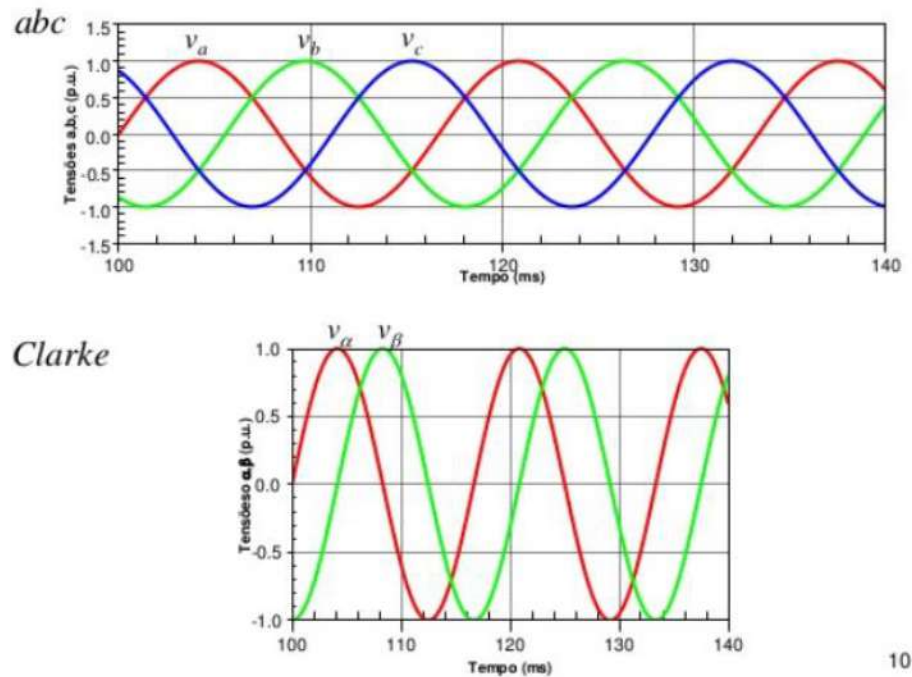 abc
v_a v_b v_c
Tensões a,b,c (p.u.)
1.5
1.0
0.5
0.0
-0.5
-1.0
-1.5
100 110 120 130 140
Tempo (ms)
Clarke
v_α v_β
Tensõeso α,β (p.u.)
1.0
0.5
0.0
-0.5
-1.0
100 110 120 130 140
Tempo (ms)
10